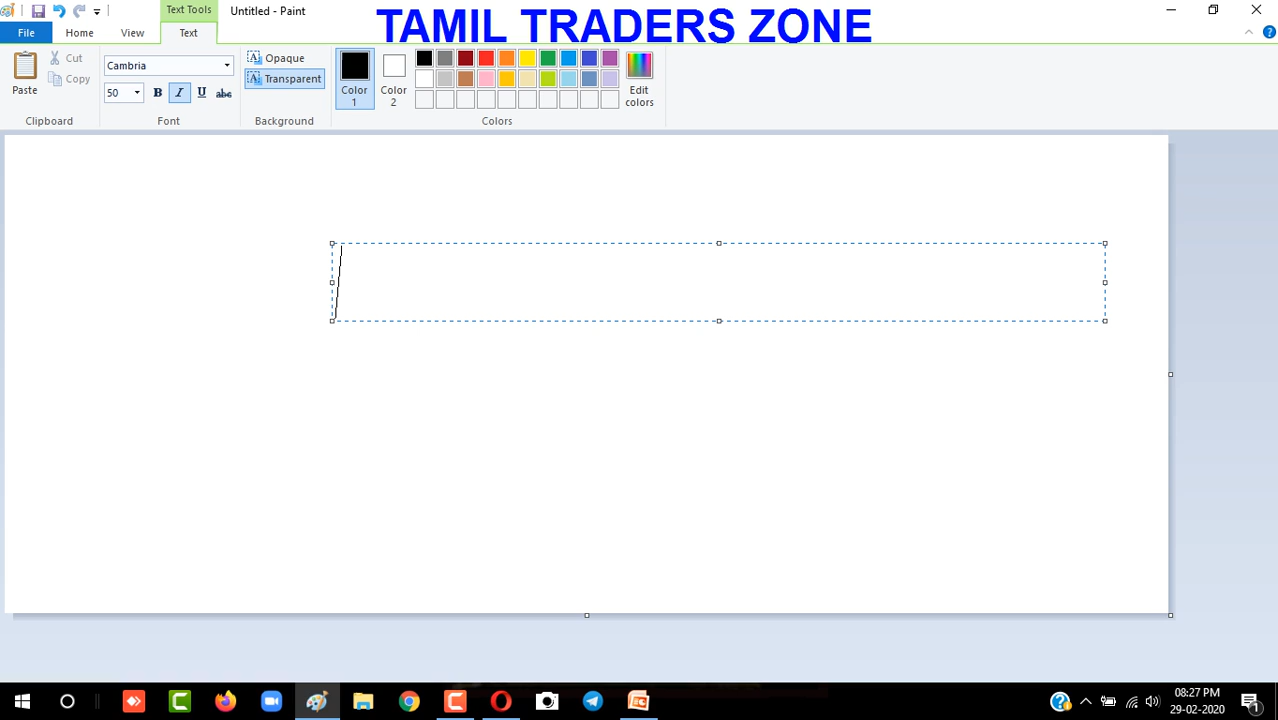 Text Tools
Untitled - Paint
TAMIL TRADERS ZONE
File
Home
View
Text
Paste
Cut
Copy
Clipboard
Cambria
50
B
I
U
abc
Font
Opaque
Transparent
Background
Color
1
Color
2
Edit
colors
Colors
08:27 PM
29-02-2020
1